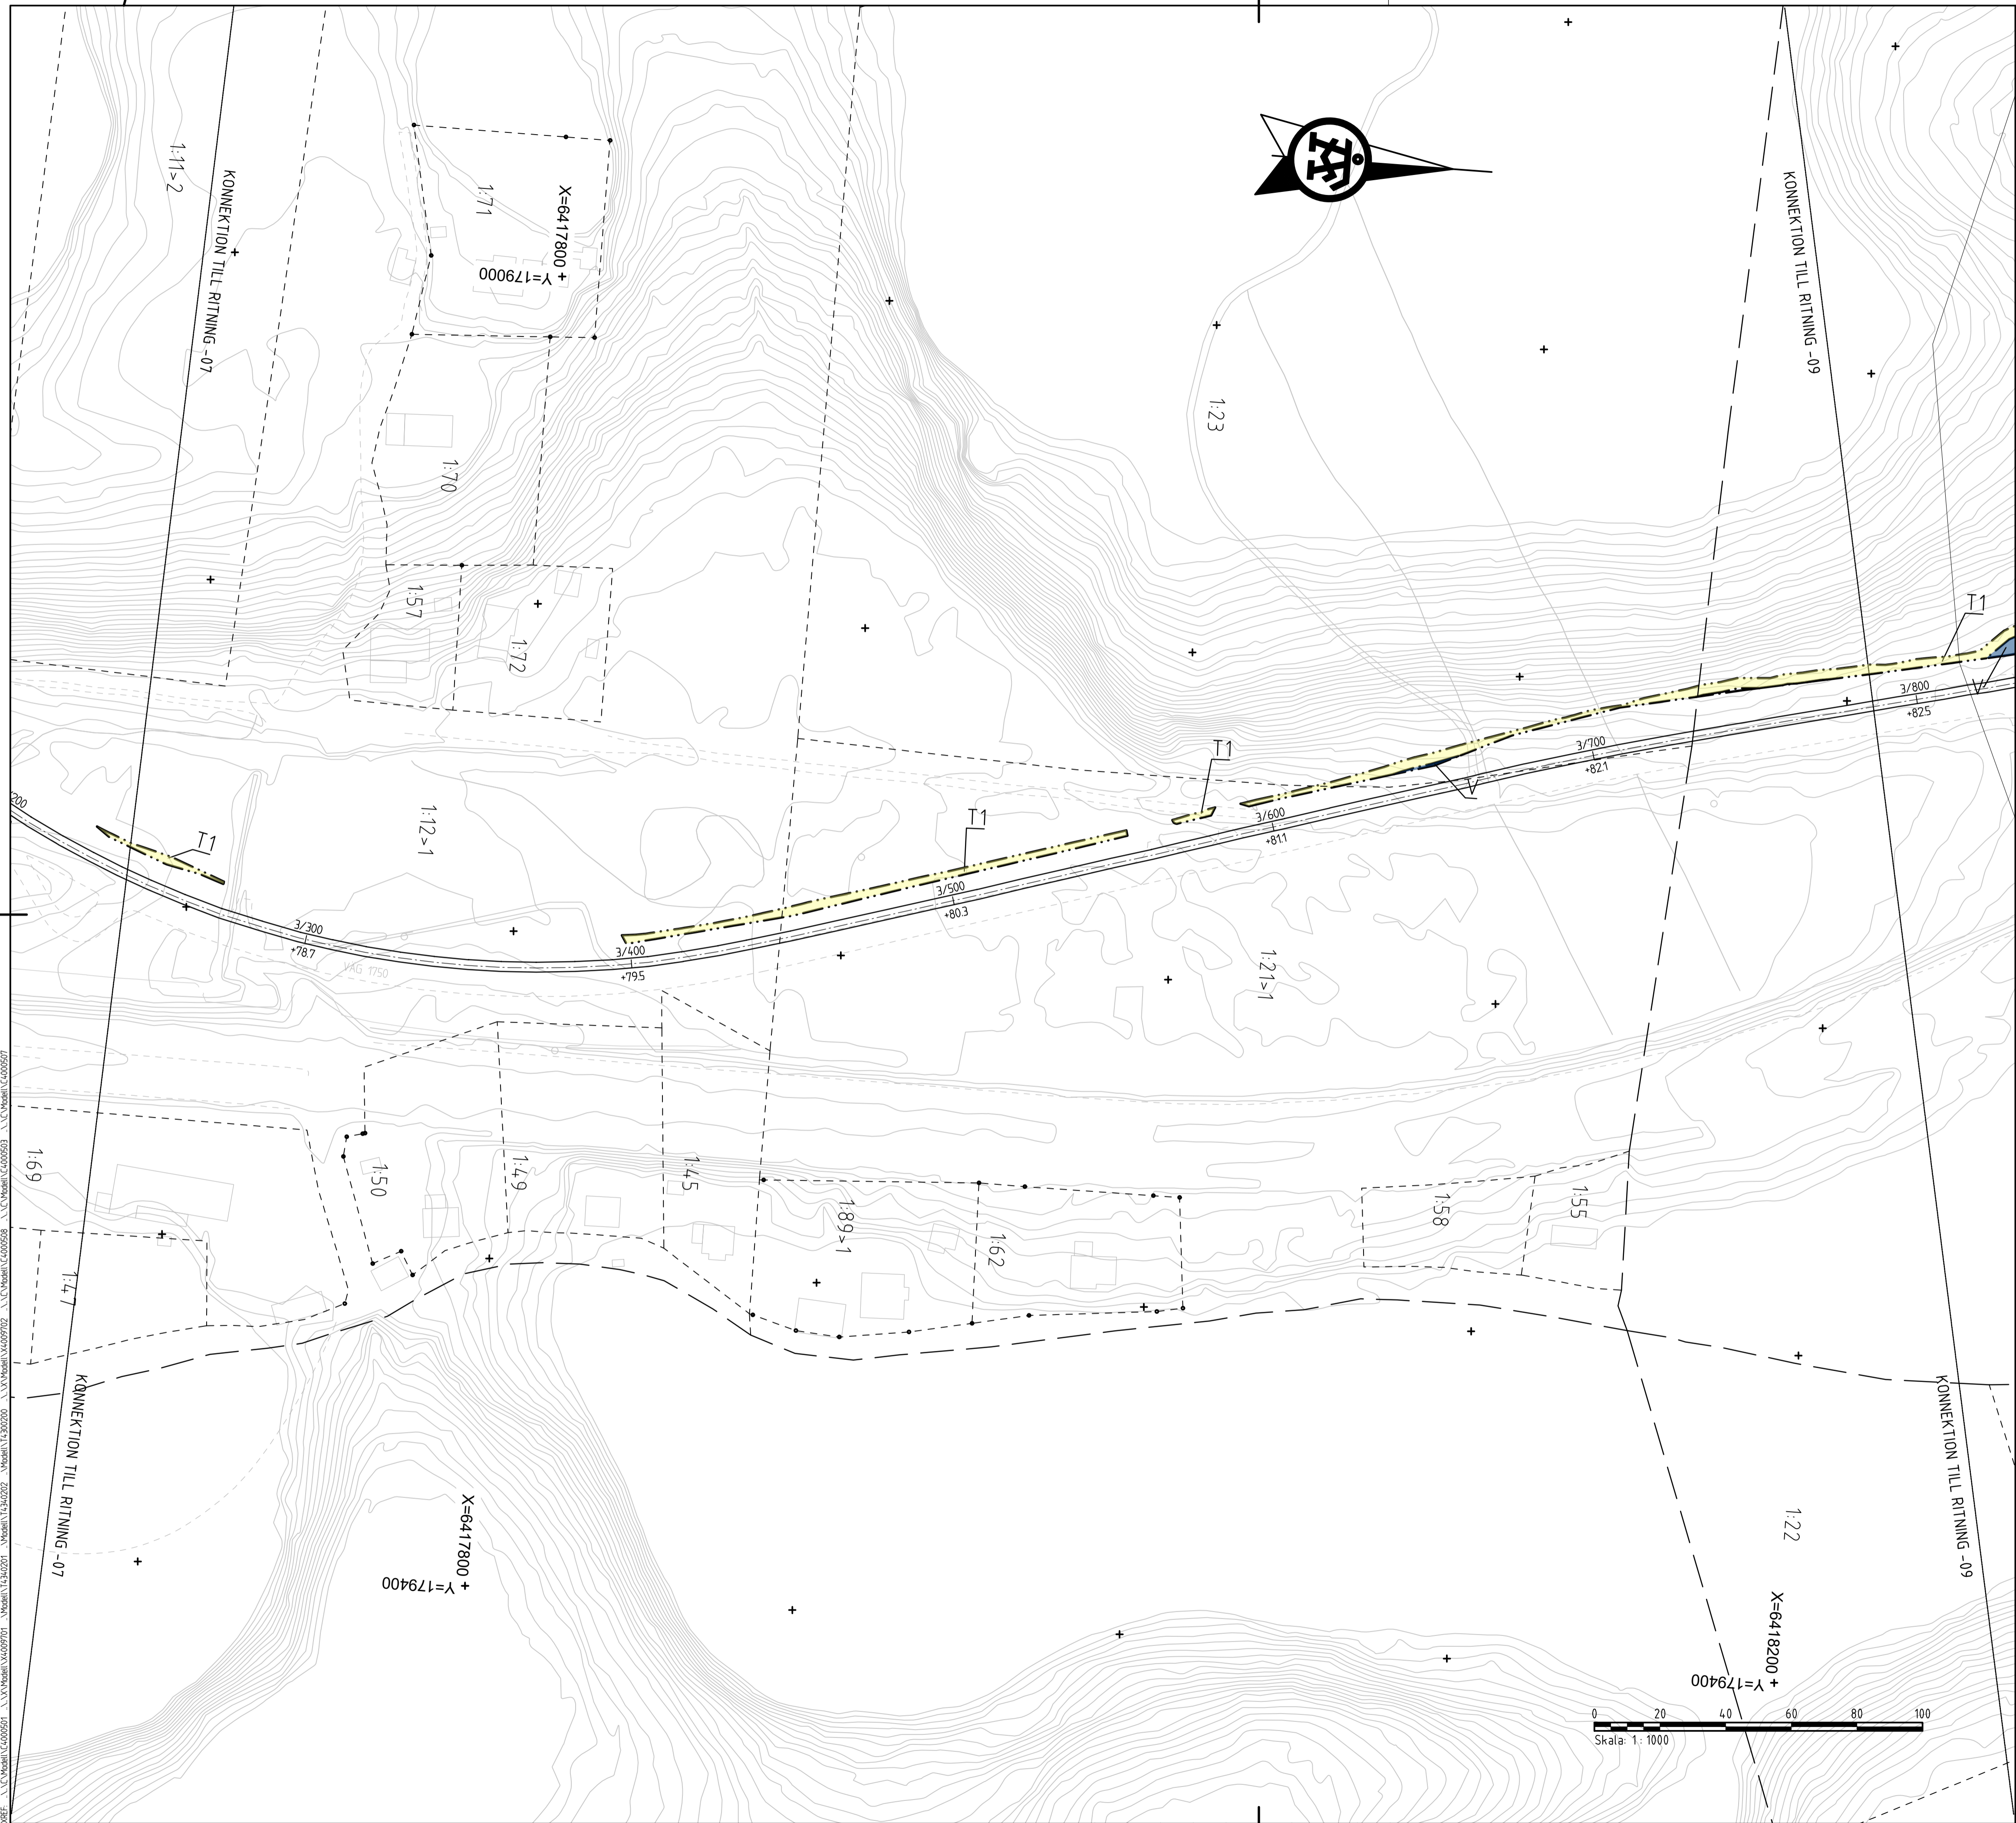 1:11>2
KONNEKTION TILL RITNING -07
1:71
X=6417800
Y=179000
KONNEKTION TILL RITNING -09
1:23
1:70
1:57
1:72
T1
3/800
+82.5
V
3/700
+82.1
T1
V
3/600
+81.1
T1
3/500
+80.3
1:12>1
T1
3/300
+78.7
VÄG 1750
3/400
+79.5
1:21>1
1:69
1:50
1:49
1:45
1:89>1
1:62
1:58
1:55
1:47
KONNEKTION TILL RITNING -07
KONNEKTION TILL RITNING -09
X=6417800
Y=179400
1:22
X=6418200
Y=179400
0 20 40 60 80 100
Skala: 1 : 1000